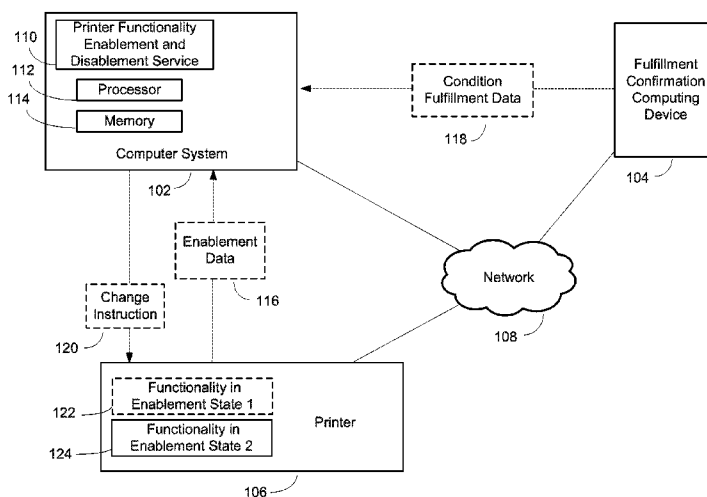 110
Printer Functionality
Enablement and
Disablement Service
112
Processor
114
Memory
Computer System
102
Condition
Fulfillment Data
118
Fulfillment
Confirmation
Computing
Device
104
Enablement
Data
116
Change
Instruction
120
Network
108
122
Functionality in
Enablement State 1
Printer
124
Functionality in
Enablement State 2
106